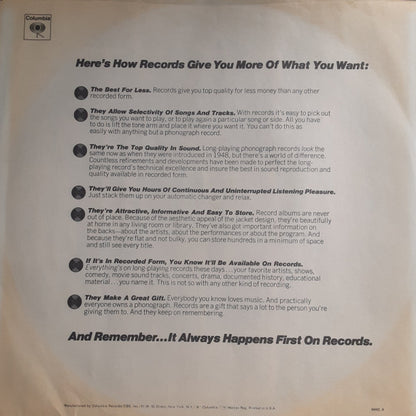 Columbia
Here's How Records Give You More Of What You Want:
The Best For Less. Records give you top quality for less money than any other
recorded form.
They Allow Selectivity Of Songs And Tracks. With records it's easy to pick out
the songs you want to play, or to play again a particular song or side. All you have
to do is lift the tone arm and place it where you want it. You can't do this as
easily with anything but a phonograph record.
They're The Top Quality In Sound. Long-playing phonograph records look the
same now as when they were introduced in 1948, but there's a world of difference.
Countless refinements and developments have been made to perfect the long-
playing record's technical excellence and insure the best in sound reproduction and
quality available in recorded form.
They'll Give You Hours Of Continuous And Uninterrupted Listening Pleasure.
Just stack them up on your automatic changer and relax.
They're Attractive, Informative And Easy To Store. Record albums are never
out of place. Because of the aesthetic appeal of the jacket design, they're beautifully
at home in any living room or library. They've also got important information on
the backs—about the artists, about the performances or about the program. And
because they're flat and not bulky, you can store hundreds in a minimum of space
and still see every title.
If It's In Recorded Form, You Know It'll Be Available On Records.
Everything's on long-playing records these days...your favorite artists, shows,
comedy, movie sound tracks, concerts, drama, documented history, educational
material...you name it. This is not so with any other kind of recording.
They Make A Great Gift. Everybody you know loves music. And practically
everyone owns a phonograph. Records are a gift that says a lot to the person you're
giving them to. And they keep on remembering.
And Remember...It Always Happens First On Records.
Manufactured by Columbia Records/CBS, Inc./51 W. 52 Street, New York, N.Y./
Printed in U.S.A.